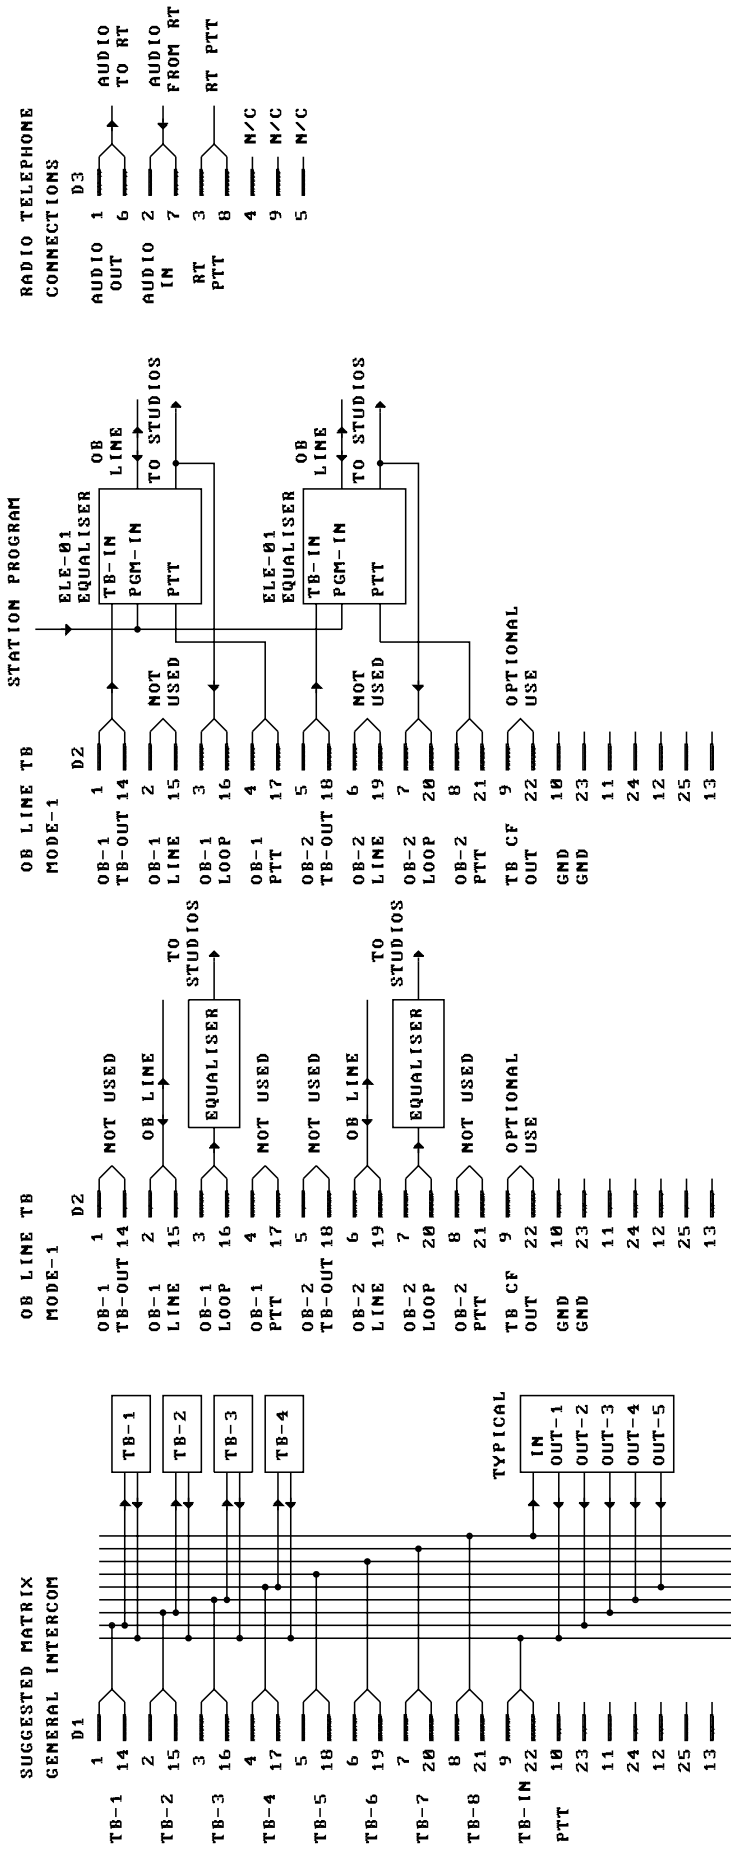 SUGGESTED MATRIX
GENERAL INTERCOM
D1
TB-1
1
14
TB-2
2
15
TB-3
3
16
TB-4
4
17
TB-5
5
18
TB-6
6
19
TB-7
7
20
TB-8
8
21
TB-IN
9
22
PTT
10
23
11
24
12
25
13
TB-1
TB-2
TB-3
TB-4
TYPICAL
IN
OUT-1
OUT-2
OUT-3
OUT-4
OUT-5
OB LINE TB
MODE-1
D2
OB-1
TB-OUT
1
14
NOT USED
OB-1
LINE
2
15
OB LINE
OB-1
LOOP
3
16
EQUALISER
TO
STUDIOS
OB-1
PTT
4
17
NOT USED
OB-2
TB-OUT
5
18
NOT USED
OB-2
LINE
6
19
OB LINE
OB-2
LOOP
7
20
EQUALISER
TO
STUDIOS
OB-2
PTT
8
21
NOT USED
TB CF
OUT
9
22
OPTIONAL
USE
GND
GND
10
23
11
24
12
25
13
OB LINE TB
MODE-1
STATION PROGRAM
D2
OB-1
TB-OUT
1
14
OB-1
LINE
2
15
NOT
USED
OB-1
LOOP
3
16
OB-1
PTT
4
17
ELE-01
EQUALISER
TB-IN
PGM-IN
PTT
OB
LINE
TO STUDIOS
OB-2
TB-OUT
5
18
OB-2
LINE
6
19
NOT
USED
OB-2
LOOP
7
20
OB-2
PTT
8
21
ELE-01
EQUALISER
TB-IN
PGM-IN
PTT
OB
LINE
TO STUDIOS
TB CF
OUT
9
22
OPTIONAL
USE
GND
GND
10
23
11
24
12
25
13
RADIO TELEPHONE
CONNECTIONS
D3
AUDIO
OUT
1
6
AUDIO
TO RT
AUDIO
IN
2
7
AUDIO
FROM RT
RT
PTT
3
8
RT PTT
4
N/C
9
N/C
5
N/C